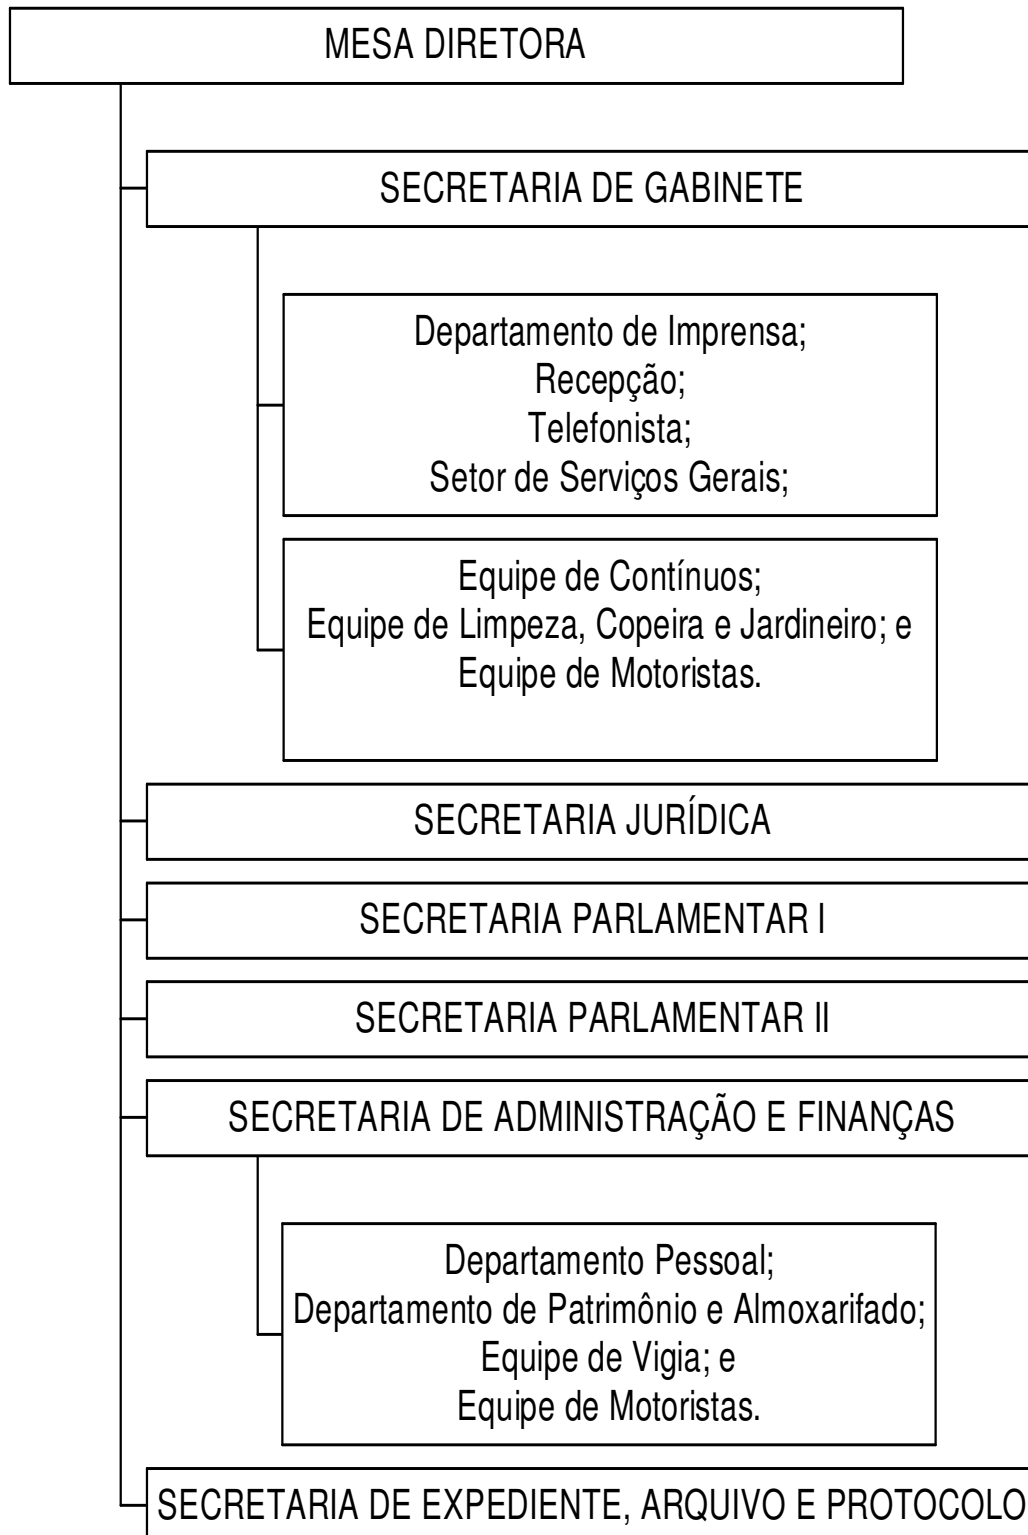 MESA DIRETORA
SECRETARIA DE GABINETE
Departamento de Imprensa;
Recepção;
Telefonista;
Setor de Serviços Gerais;
Equipe de Contínuos;
Equipe de Limpeza, Copeira e Jardineiro; e
Equipe de Motoristas.
SECRETARIA JURÍDICA
SECRETARIA PARLAMENTAR I
SECRETARIA PARLAMENTAR II
SECRETARIA DE ADMINISTRAÇÃO E FINANÇAS
Departamento Pessoal;
Departamento de Patrimônio e Almoxarifado;
Equipe de Vigia; e
Equipe de Motoristas.
SECRETARIA DE EXPEDIENTE, ARQUIVO E PROTOCOLO